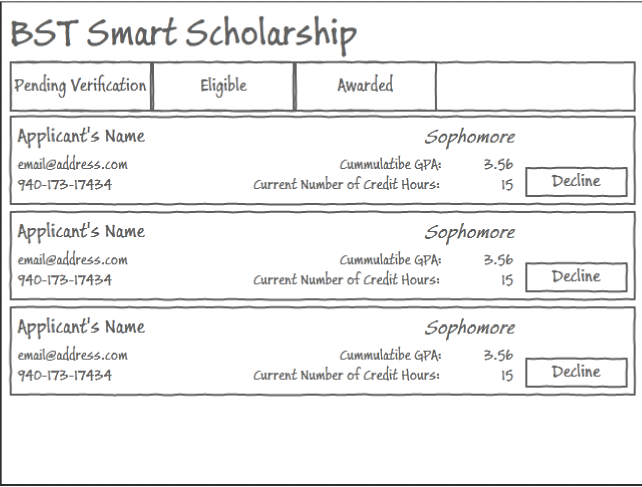 BST Smart Scholarship
Pending Verification Eligible Awarded
Applicant's Name Sophomore
email@address.com Cummulatibe GPA: 3.56
940-173-17434 Current Number of Credit Hours: 15 Decline
Applicant's Name Sophomore
email@address.com Cummulatibe GPA: 3.56
940-173-17434 Current Number of Credit Hours: 15 Decline
Applicant's Name Sophomore
email@address.com Cummulatibe GPA: 3.56
940-173-17434 Current Number of Credit Hours: 15 Decline